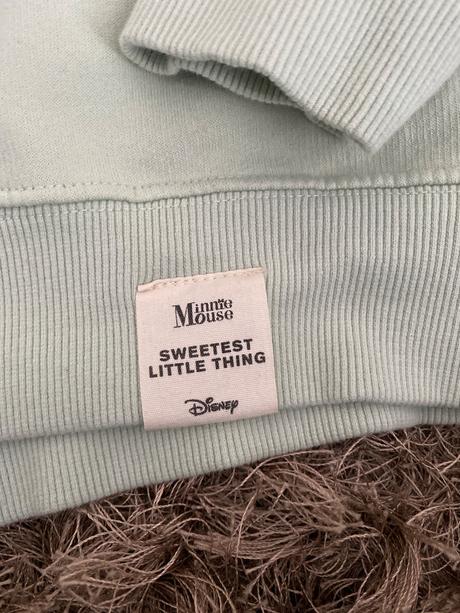 Minnie
Mouse
SWEETEST
LITTLE THING
Disney